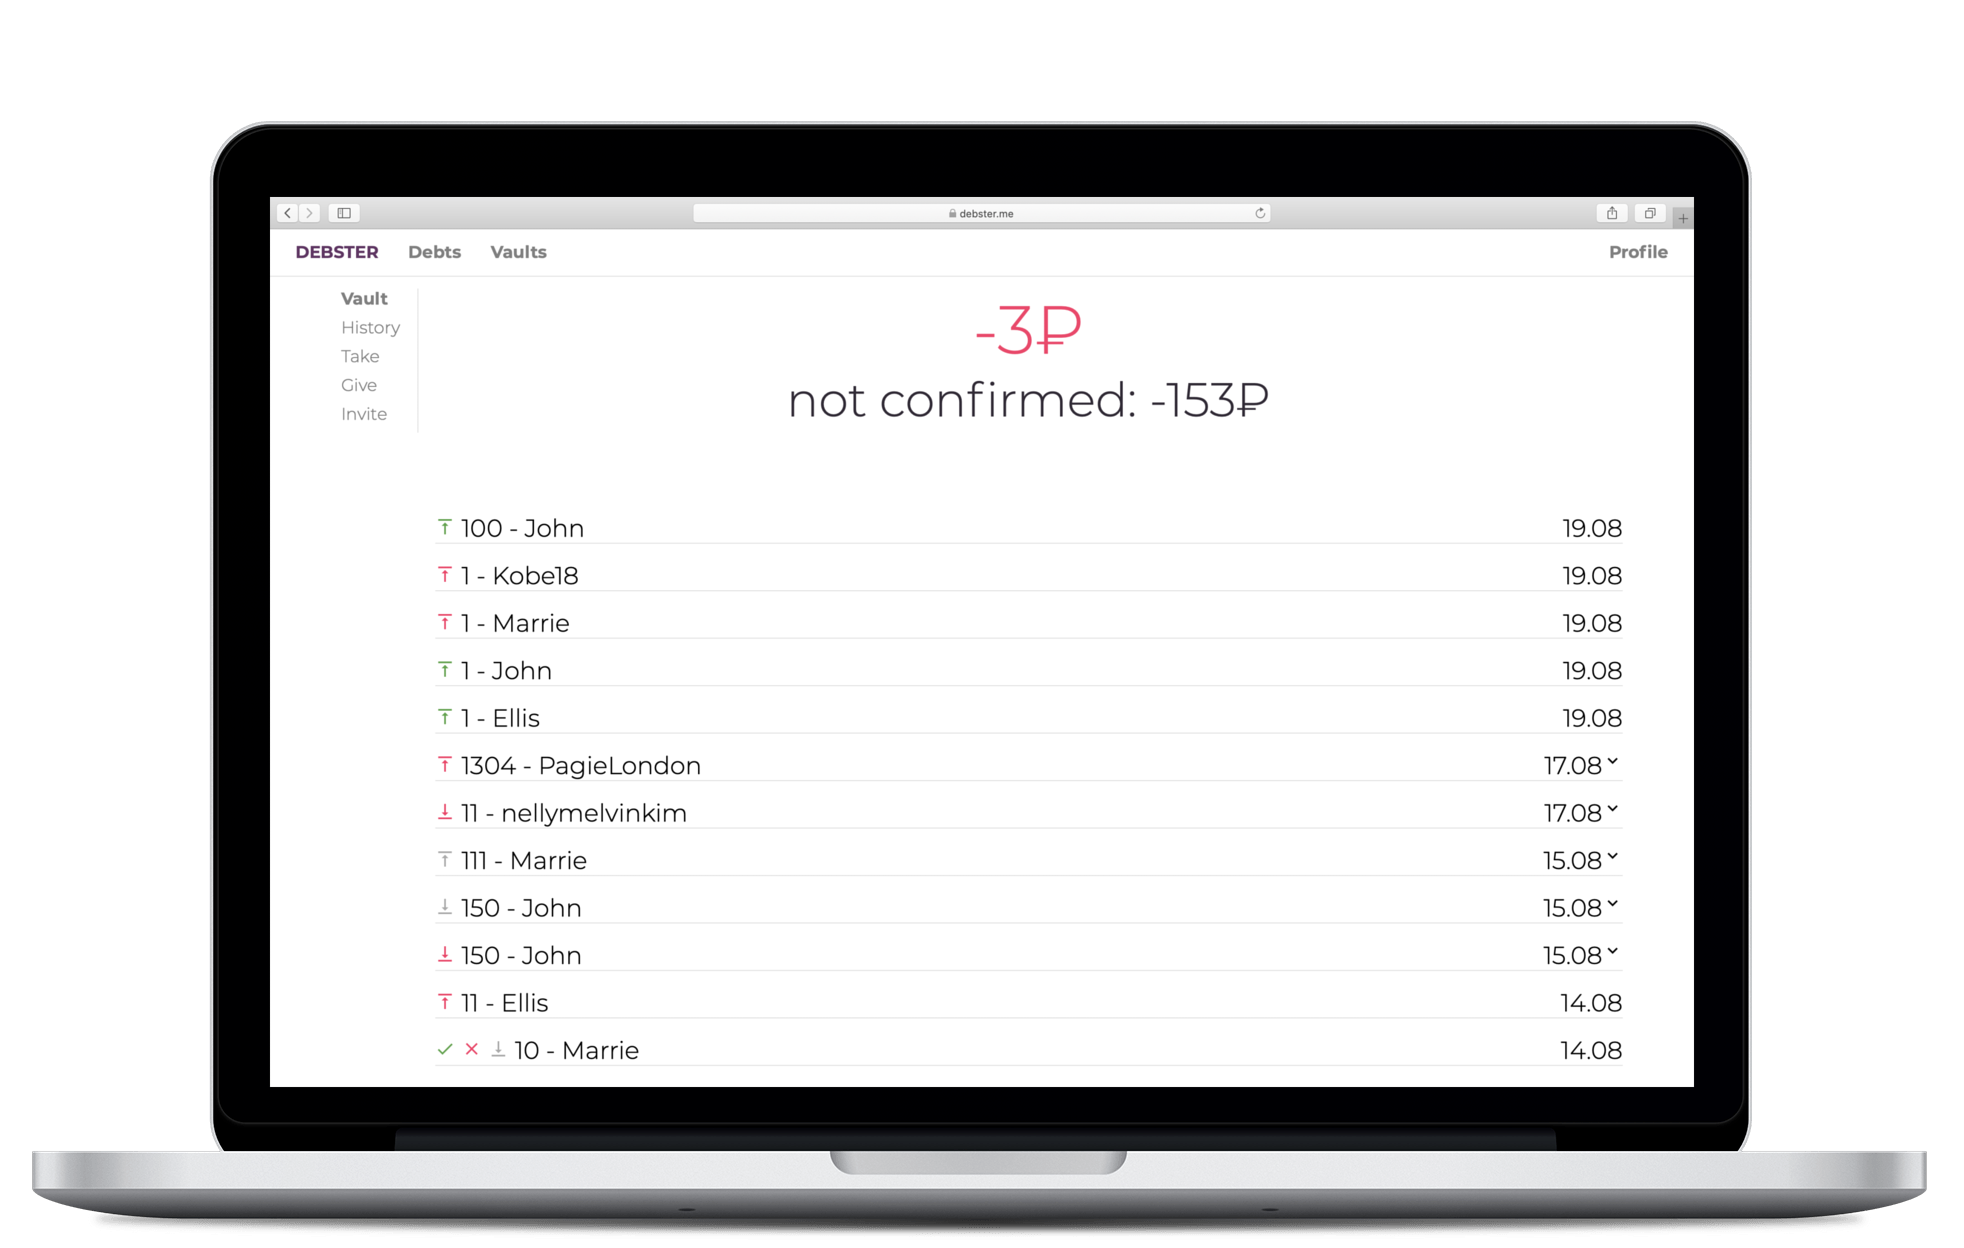 debster.me
DEBSTER Debts Vaults Profile
Vault
History
Take
Give
Invite
-3₽
not confirmed: -153₽
100 - John 19.08
1 - Kobe18 19.08
1 - Marrie 19.08
1 - John 19.08
1 - Ellis 19.08
1304 - PagieLondon 17.08
11 - nellymelvinkim 17.08
111 - Marrie 15.08
150 - John 15.08
150 - John 15.08
11 - Ellis 14.08
10 - Marrie 14.08